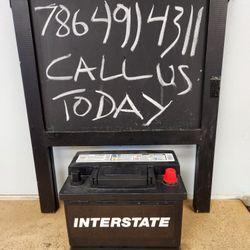 7864914311
CALL US
TODAY
INTERSTATE